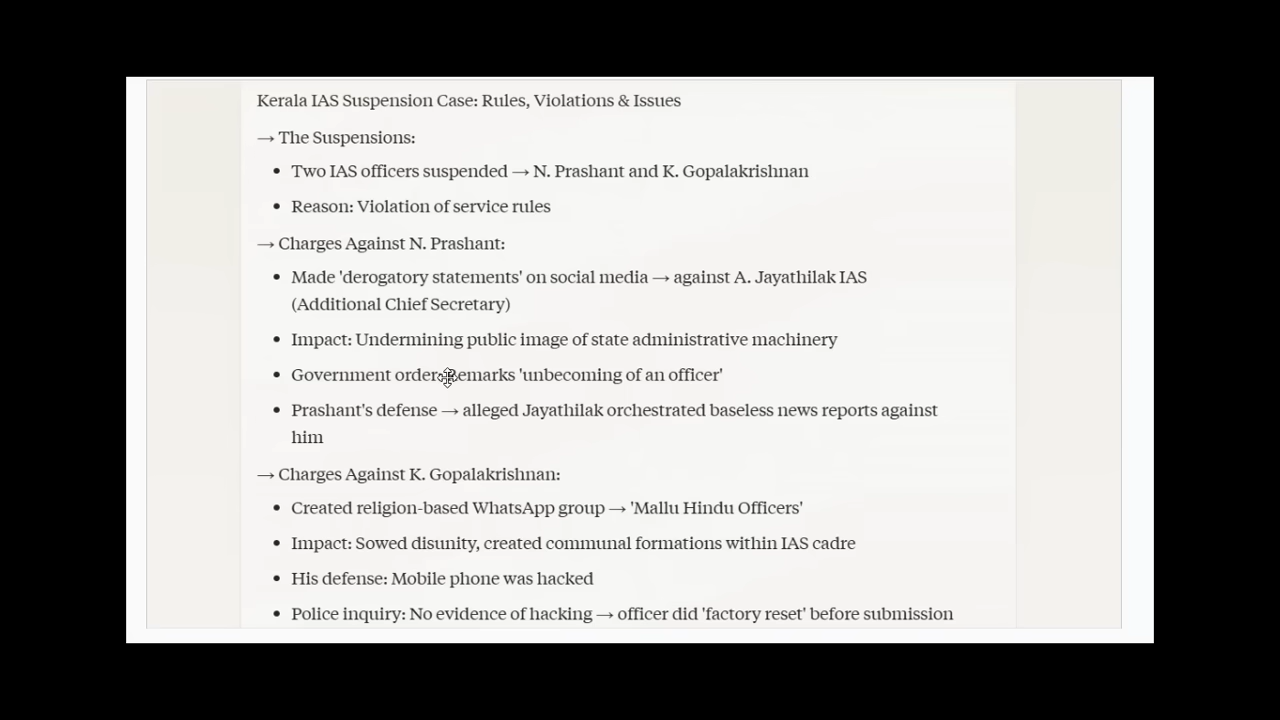 Kerala IAS Suspension Case: Rules, Violations & Issues
→ The Suspensions:
• Two IAS officers suspended → N. Prashant and K. Gopalakrishnan
• Reason: Violation of service rules
→ Charges Against N. Prashant:
• Made 'derogatory statements' on social media → against A. Jayathilak IAS
(Additional Chief Secretary)
• Impact: Undermining public image of state administrative machinery
• Government order: Remarks 'unbecoming of an officer'
• Prashant's defense → alleged Jayathilak orchestrated baseless news reports against
him
→ Charges Against K. Gopalakrishnan:
• Created religion-based WhatsApp group → 'Mallu Hindu Officers'
• Impact: Sowed disunity, created communal formations within IAS cadre
• His defense: Mobile phone was hacked
• Police inquiry: No evidence of hacking → officer did 'factory reset' before submission